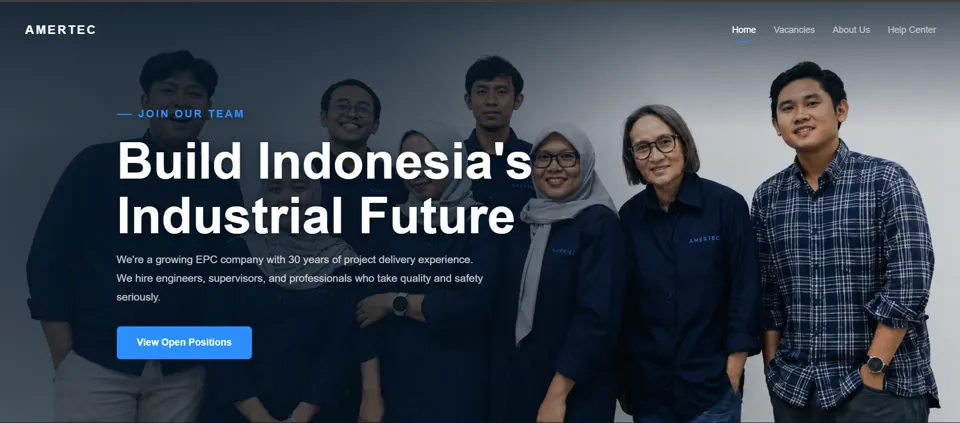 AMERTEC
Home Vacancies About Us Help Center
JOIN OUR TEAM
Build Indonesia's
Industrial Future
We're a growing EPC company with 30 years of project delivery experience.
We hire engineers, supervisors, and professionals who take quality and safety
seriously.
View Open Positions
AMERTEC